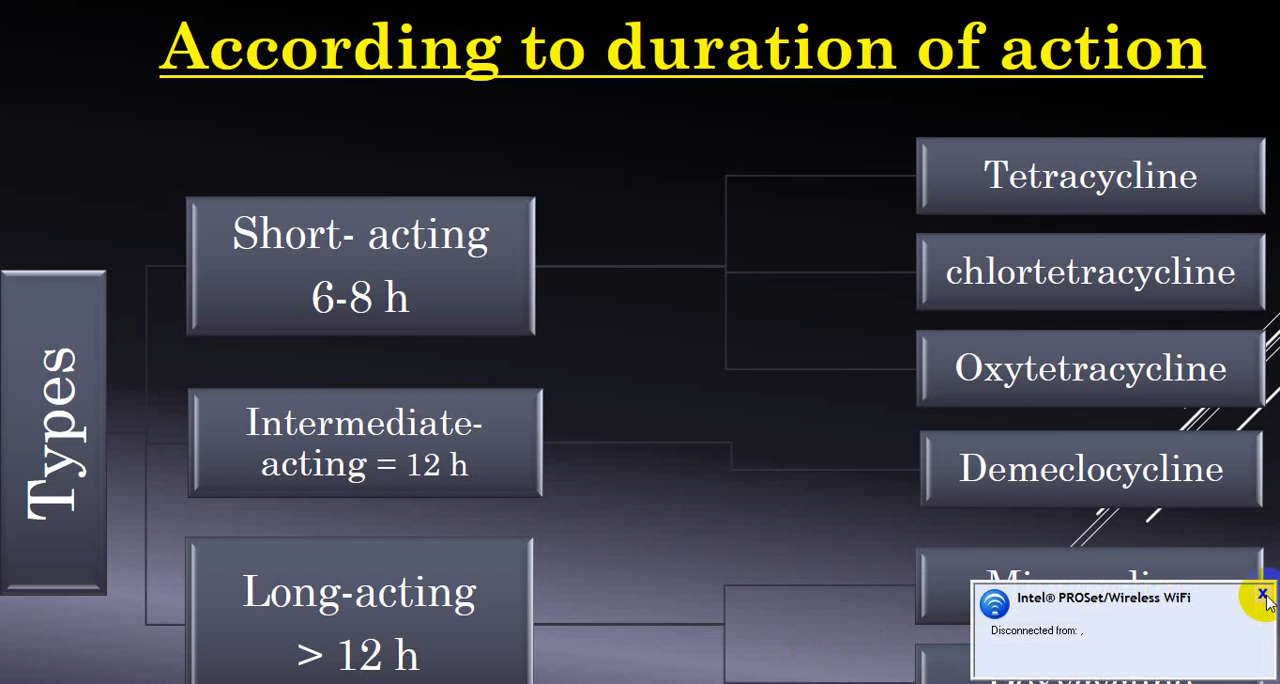 According to duration of action
Types
Short- acting
6-8 h
Tetracycline
chlortetracycline
Oxytetracycline
Intermediate-
acting = 12 h
Demeclocycline
Long-acting
> 12 h
Intel® PROSet/Wireless WiFi
X
Disconnected from: ,